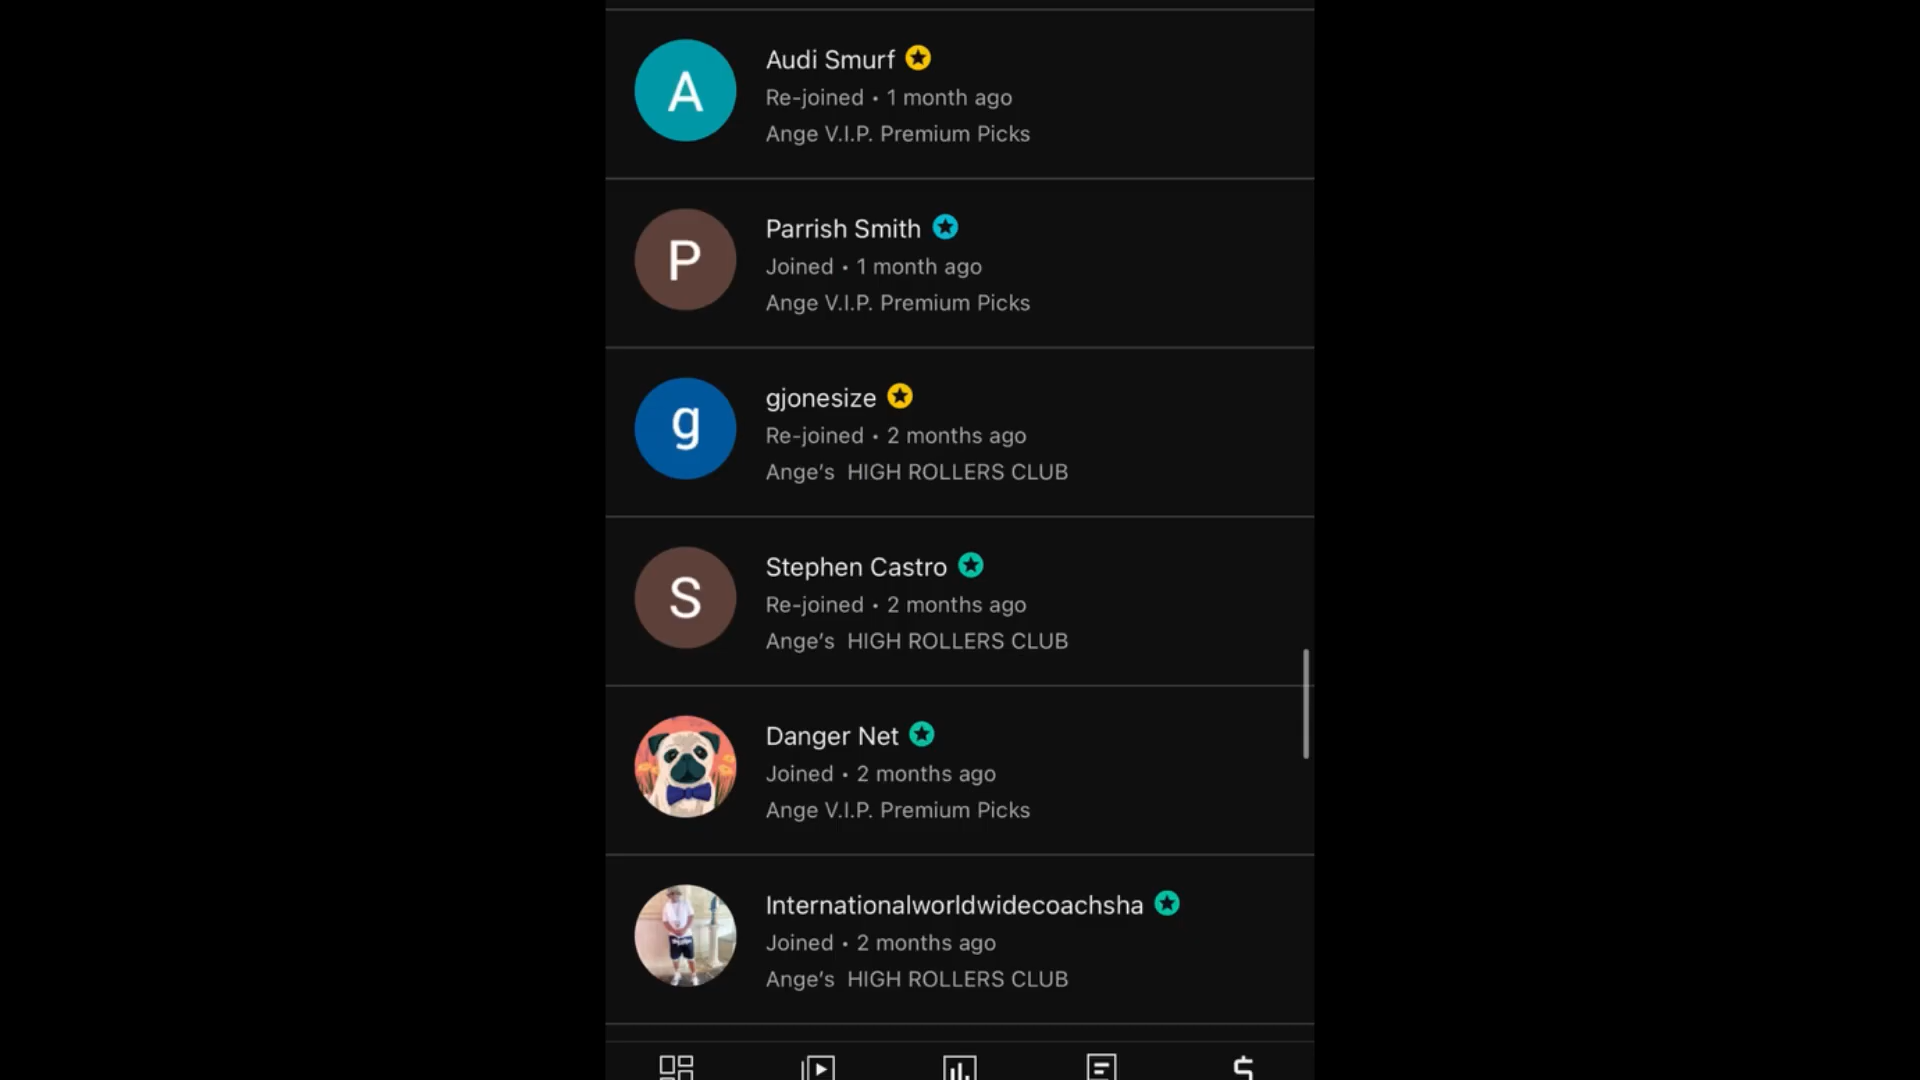 A
Audi Smurf
Re-joined • 1 month ago
Ange V.I.P. Premium Picks
P
Parrish Smith
Joined • 1 month ago
Ange V.I.P. Premium Picks
g
gjonesize
Re-joined • 2 months ago
Ange's HIGH ROLLERS CLUB
S
Stephen Castro
Re-joined • 2 months ago
Ange's HIGH ROLLERS CLUB
Danger Net
Joined • 2 months ago
Ange V.I.P. Premium Picks
Internationalworldwidecoachsha
Joined • 2 months ago
Ange's HIGH ROLLERS CLUB